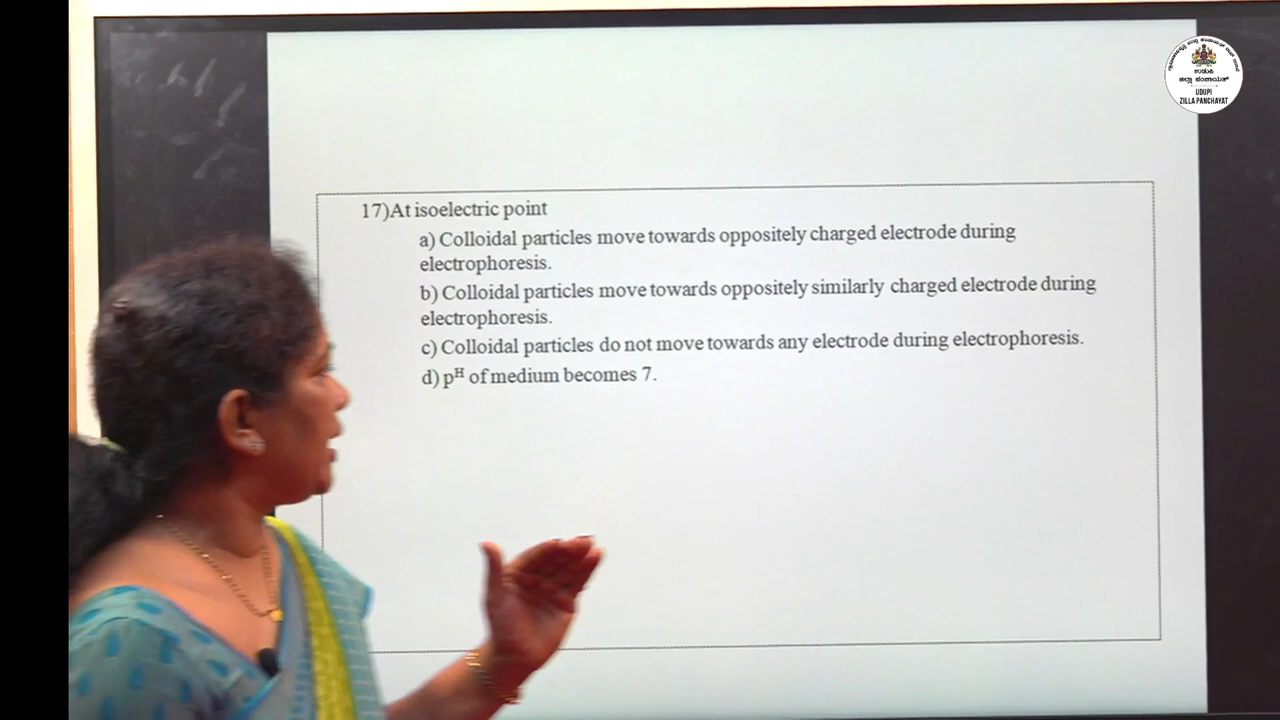 17)At isoelectric point
a) Colloidal particles move towards oppositely charged electrode during
electrophoresis.
b) Colloidal particles move towards oppositely similarly charged electrode during
electrophoresis.
c) Colloidal particles do not move towards any electrode during electrophoresis.
d) pᴴ of medium becomes 7.
ಉಡುಪಿ
ಜಿಲ್ಲಾ ಪಂಚಾಯತ್
UDUPI
ZILLA PANCHAYAT